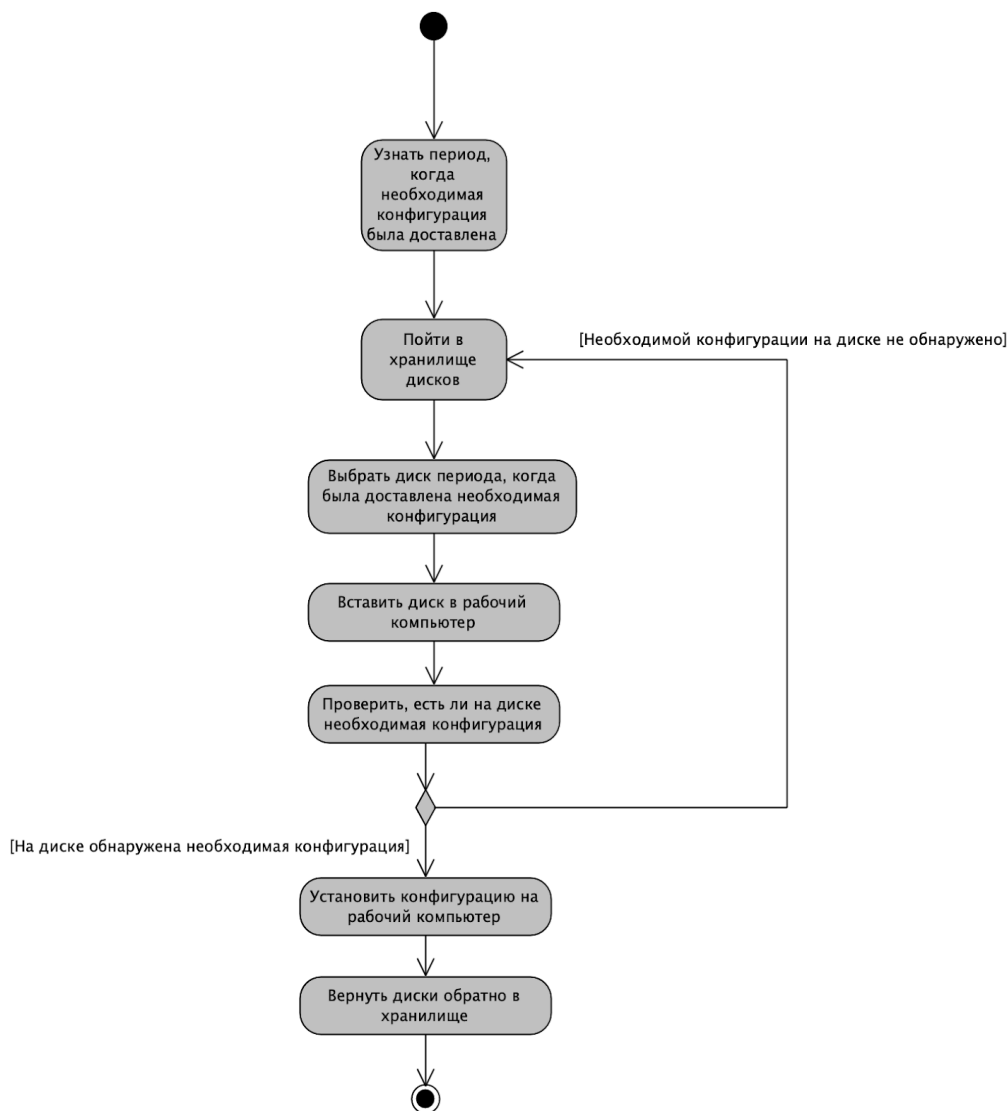 Узнать период,
когда
необходимая
конфигурация
была доставлена
Пойти в
хранилище
дисков
[Необходимой конфигурации на диске не обнаружено]
Выбрать диск периода, когда
была доставлена необходимая
конфигурация
Вставить диск в рабочий
компьютер
Проверить, есть ли на диске
необходимая конфигурация
[На диске обнаружена необходимая конфигурация]
Установить конфигурацию на
рабочий компьютер
Вернуть диски обратно в
хранилище